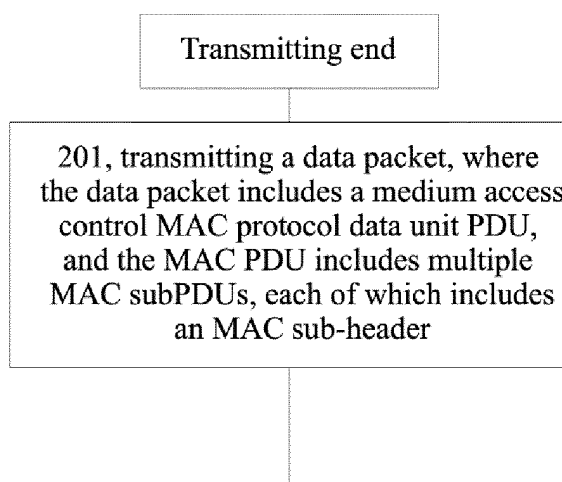 Transmitting end
201, transmitting a data packet, where
the data packet includes a medium access
control MAC protocol data unit PDU,
and the MAC PDU includes multiple
MAC subPDUs, each of which includes
an MAC sub-header